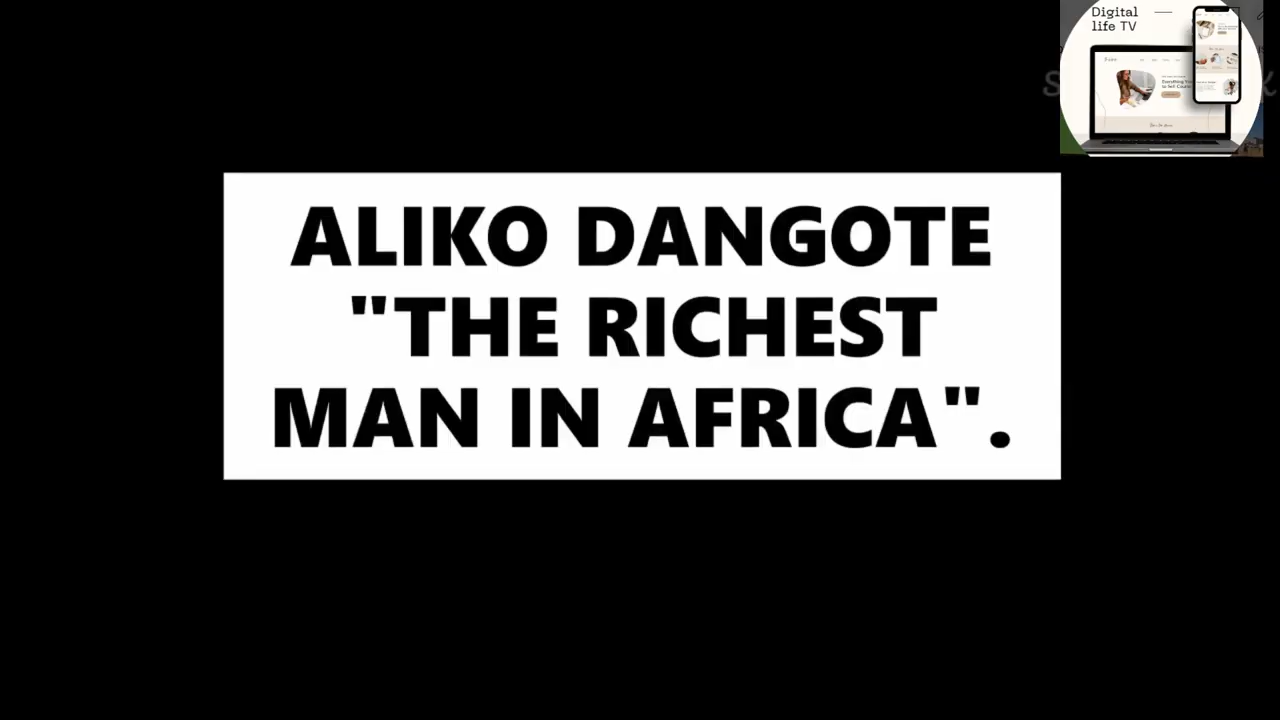 Digital
life TV
ALIKO DANGOTE
"THE RICHEST
MAN IN AFRICA".